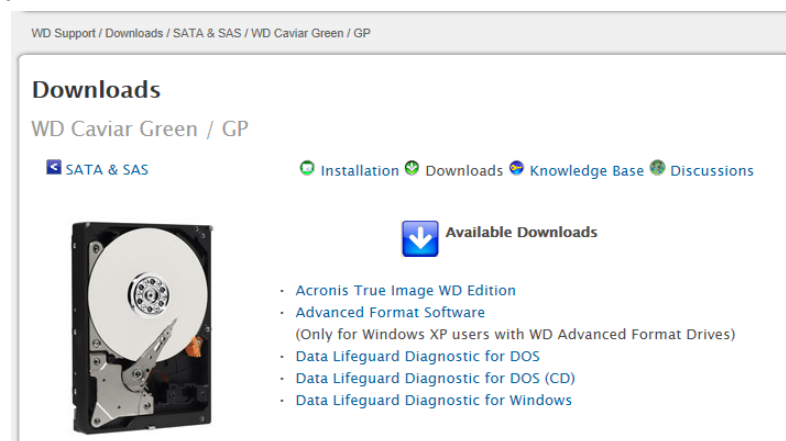 WD Support / Downloads / SATA & SAS / WD Caviar Green / GP
Downloads
WD Caviar Green / GP
SATA & SAS
Installation Downloads Knowledge Base Discussions
Available Downloads
· Acronis True Image WD Edition
· Advanced Format Software
(Only for Windows XP users with WD Advanced Format Drives)
· Data Lifeguard Diagnostic for DOS
· Data Lifeguard Diagnostic for DOS (CD)
· Data Lifeguard Diagnostic for Windows